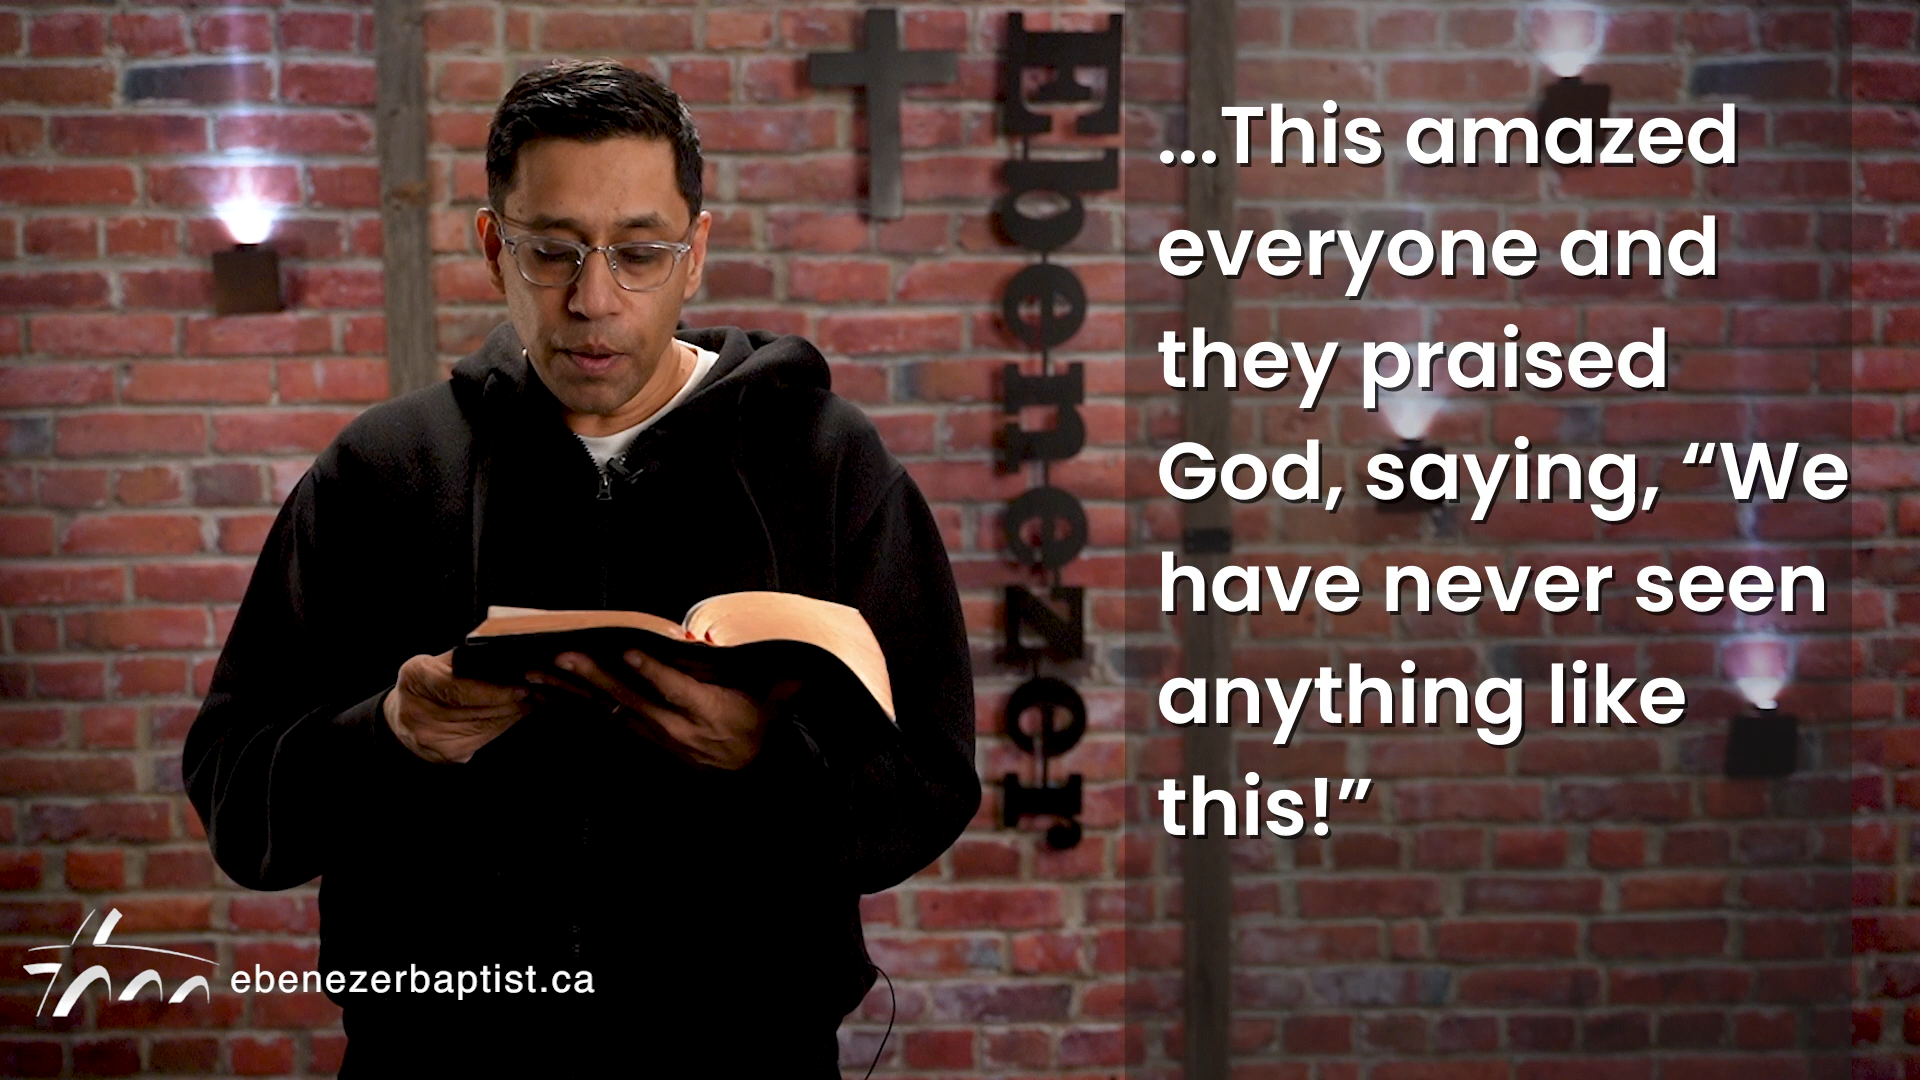 Ebenezer
...This amazed
everyone and
they praised
God, saying, “We
have never seen
anything like
this!”
ebenezerbaptist.ca